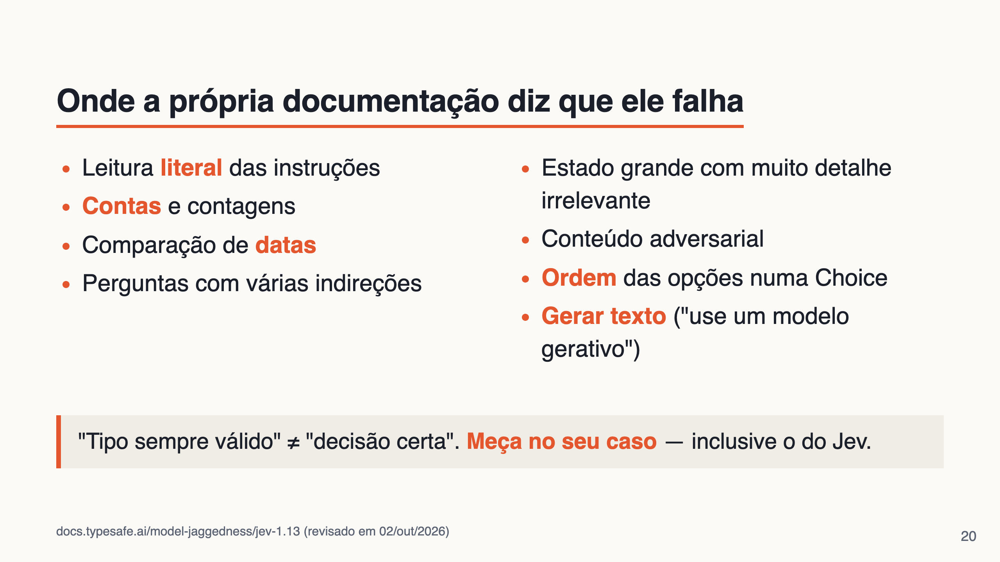 Onde a própria documentação diz que ele falha
• Leitura literal das instruções
• Contas e contagens
• Comparação de datas
• Perguntas com várias indireções
• Estado grande com muito detalhe
irrelevante
• Conteúdo adversarial
• Ordem das opções numa Choice
• Gerar texto ("use um modelo
gerativo")
"Tipo sempre válido" ≠ "decisão certa". Meça no seu caso — inclusive o do Jev.
docs.typesafe.ai/model-jaggedness/jev-1.13 (revisado em 02/out/2026)
20